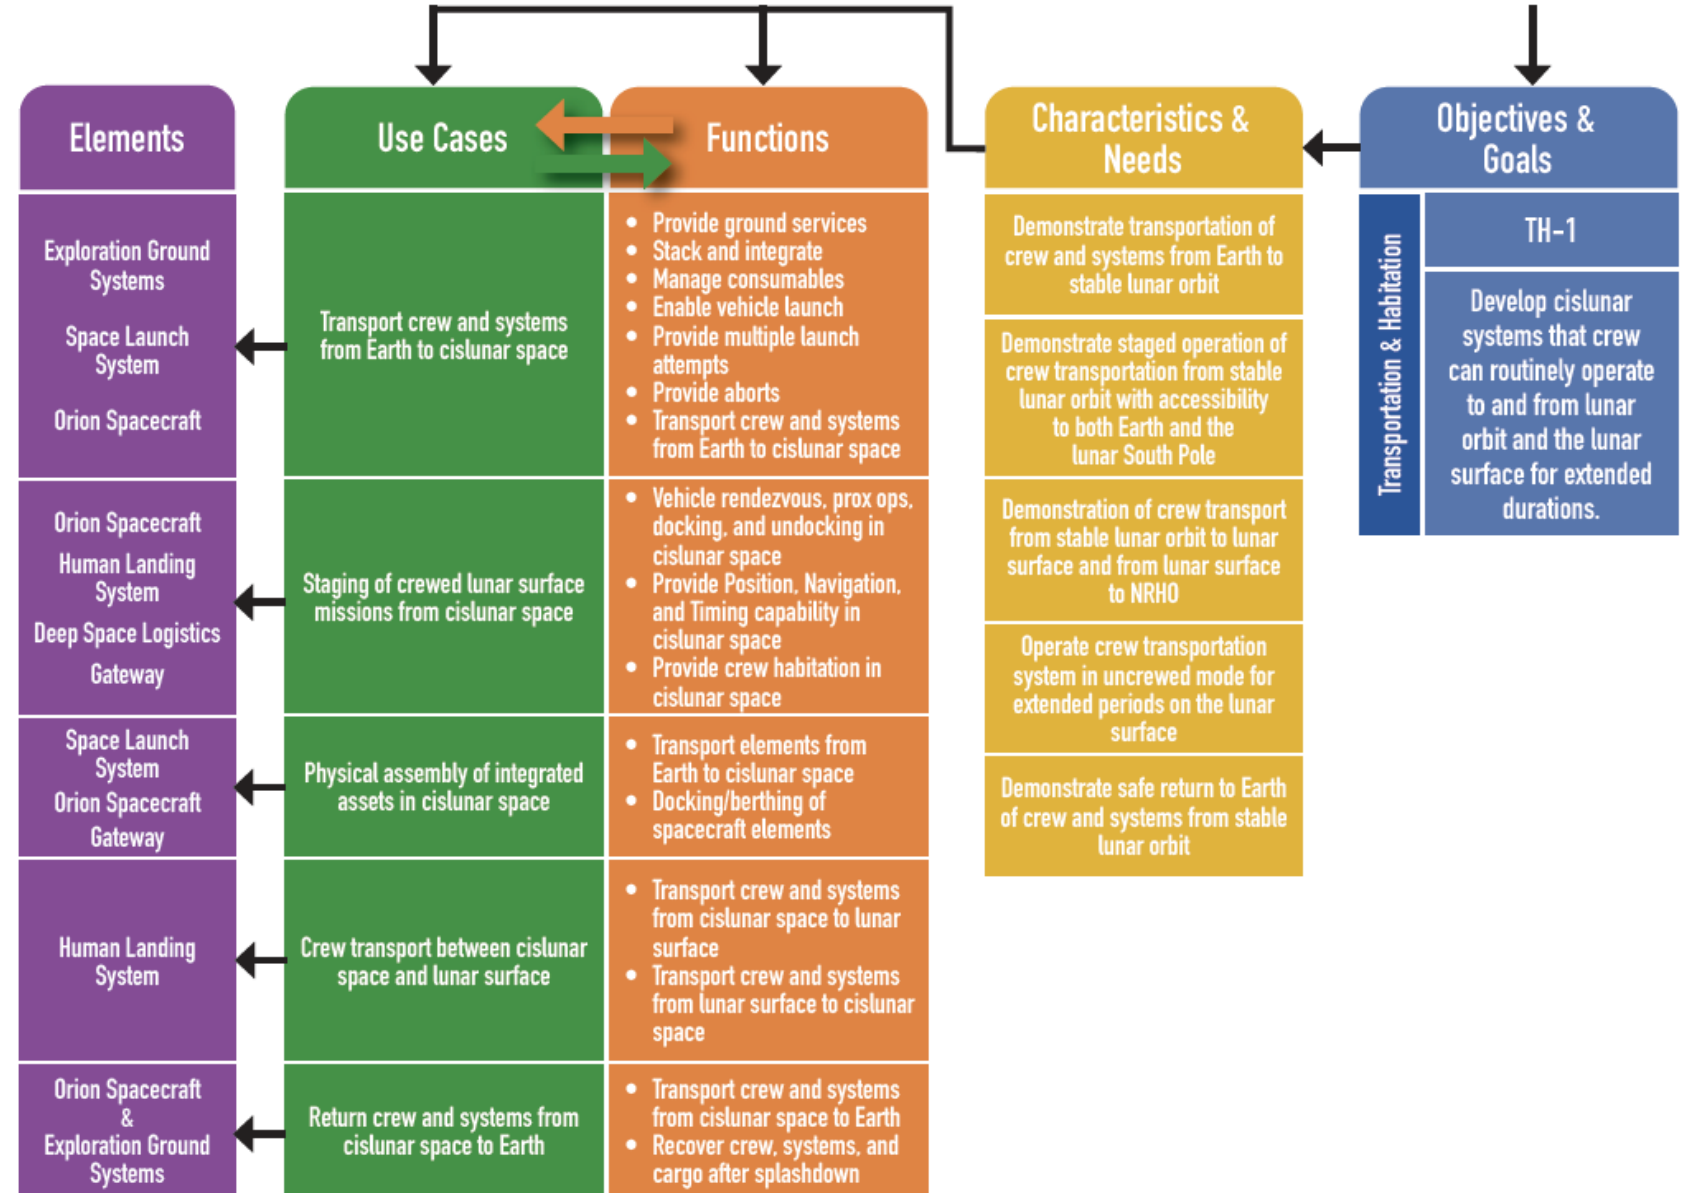 Elements
Exploration Ground
Systems
Space Launch
System
Orion Spacecraft
Orion Spacecraft
Human Landing
System
Deep Space Logistics
Gateway
Space Launch
System
Orion Spacecraft
Gateway
Human Landing
System
Orion Spacecraft
&
Exploration Ground
Systems
Use Cases
Transport crew and systems
from Earth to cislunar space
Staging of crewed lunar surface
missions from cislunar space
Physical assembly of integrated
assets in cislunar space
Crew transport between cislunar
space and lunar surface
Return crew and systems from
cislunar space to Earth
Functions
• Provide ground services
• Stack and integrate
• Manage consumables
• Enable vehicle launch
• Provide multiple launch
attempts
• Provide aborts
• Transport crew and systems
from Earth to cislunar space
• Vehicle rendezvous, prox ops,
docking, and undocking in
cislunar space
• Provide Position, Navigation,
and Timing capability in
cislunar space
• Provide crew habitation in
cislunar space
• Transport elements from
Earth to cislunar space
• Docking/berthing of
spacecraft elements
• Transport crew and systems
from cislunar space to lunar
surface
• Transport crew and systems
from lunar surface to cislunar
space
• Transport crew and systems
from cislunar space to Earth
• Recover crew, systems, and
cargo after splashdown
Characteristics &
Needs
Demonstrate transportation of
crew and systems from Earth to
stable lunar orbit
Demonstrate staged operation of
crew transportation from stable
lunar orbit with accessibility
to both Earth and the
lunar South Pole
Demonstration of crew transport
from stable lunar orbit to lunar
surface and from lunar surface
to NRHO
Operate crew transportation
system in uncrewed mode for
extended periods on the lunar
surface
Demonstrate safe return to Earth
of crew and systems from stable
lunar orbit
Objectives &
Goals
Transportation & Habitation
TH-1
Develop cislunar
systems that crew
can routinely operate
to and from lunar
orbit and the lunar
surface for extended
durations.